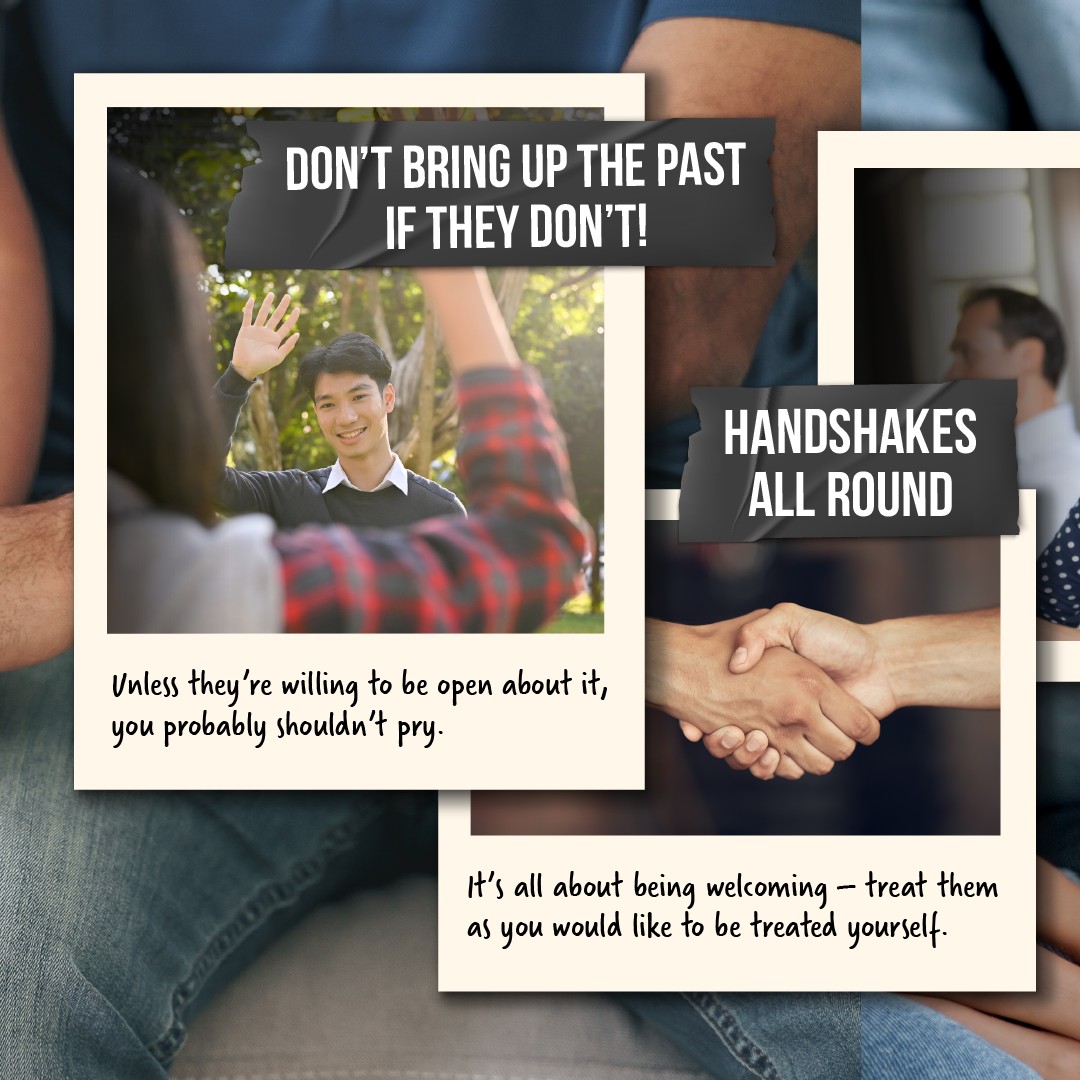 DON'T BRING UP THE PAST
IF THEY DON'T!
Unless they're willing to be open about it,
you probably shouldn't pry.
HANDSHAKES
ALL ROUND
It's all about being welcoming – treat them
as you would like to be treated yourself.